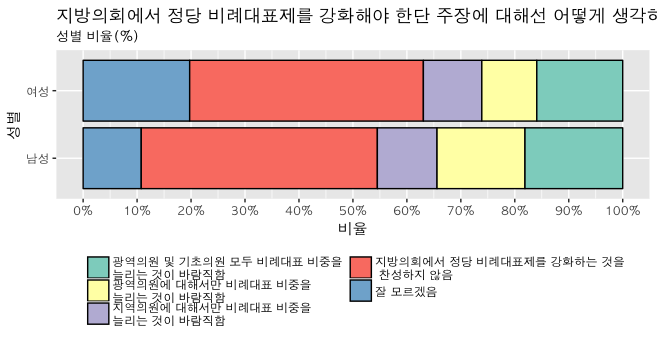 지방의회에서 정당 비례대표제를 강화해야 한단 주장에 대해선 어떻게 생각하
성별 비율(%)
여성
남성
성별
0% 10% 20% 30% 40% 50% 60% 70% 80% 90% 100%
비율
광역의원 및 기초의원 모두 비례대표 비중을
늘리는 것이 바람직함
광역의원에 대해서만 비례대표 비중을
늘리는 것이 바람직함
지역의원에 대해서만 비례대표 비중을
늘리는 것이 바람직함
지방의회에서 정당 비례대표제를 강화하는 것을
찬성하지 않음
잘 모르겠음